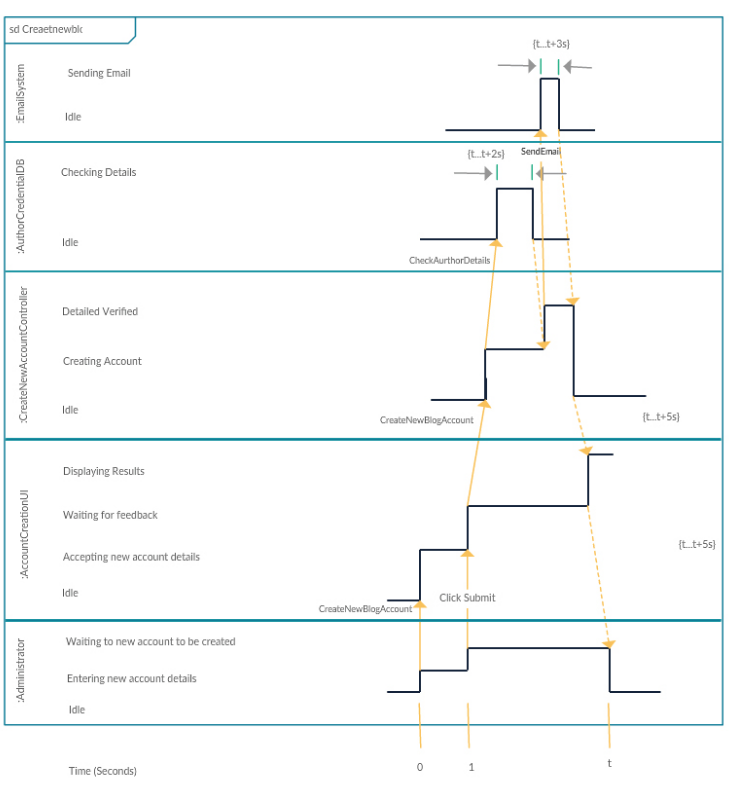 sd Creaetnewblc
{t...t+3s}
:EmailSystem
Sending Email
Idle
SendEmail
{t...t+2s}
:AuthorCredentialDB
Checking Details
Idle
CheckAurthorDetails
:CreateNewAccountController
Detailed Verified
Creating Account
Idle
CreateNewBlogAccount
{t...t+5s}
:AccountCreationUI
Displaying Results
Waiting for feedback
{t...t+5s}
Accepting new account details
Idle
Click Submit
CreateNewBlogAccount
:Administrator
Waiting to new account to be created
Entering new account details
Idle
Time (Seconds)
0
1
t